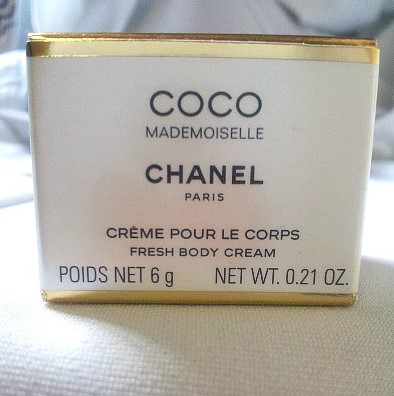 COCO
MADEMOISELLE
CHANEL
PARIS
CRÈME POUR LE CORPS
FRESH BODY CREAM
POIDS NET 6 g NET WT. 0.21 OZ.